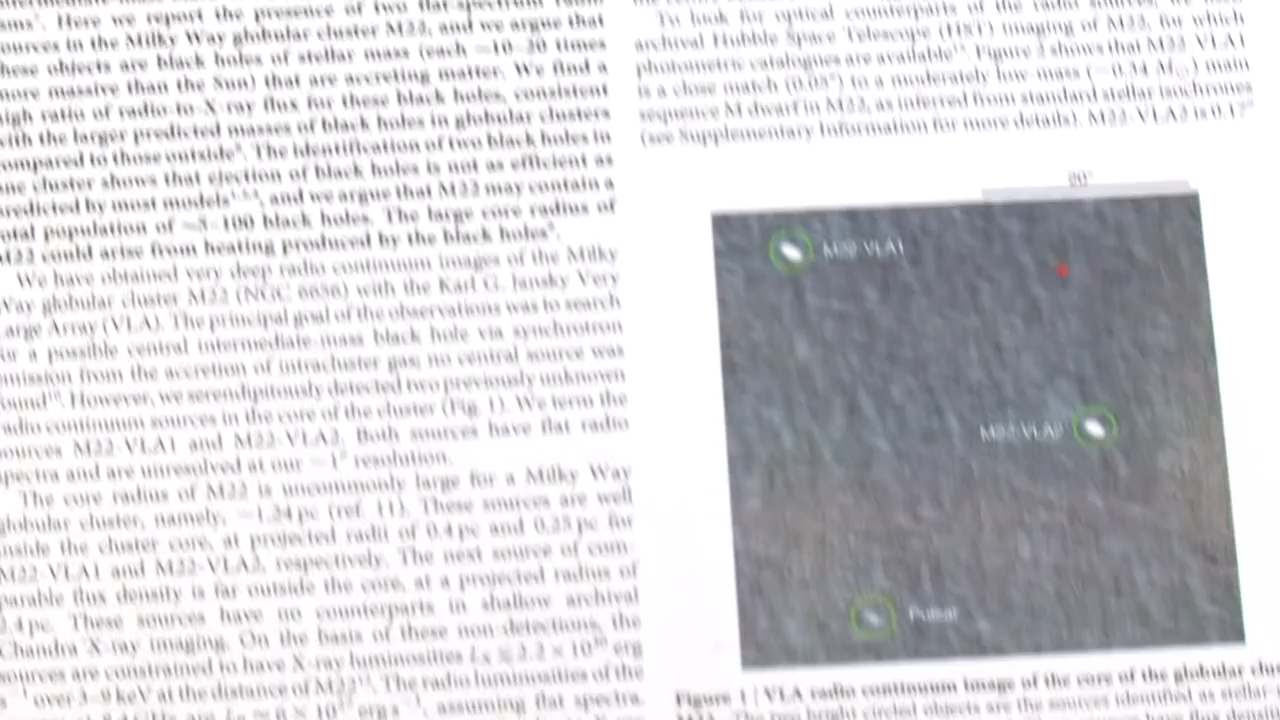 Here we report the presence of two flat-spectrum
in the Milky Way globular cluster M22, and we argue that
objects are black holes of stellar mass (each ~10–20 times
more massive than the Sun) that are accreting matter. We find a
ratio of radio-to-X-ray flux for these black holes, consistent
with the larger predicted masses of black holes in globular clusters
compared to those outside. The identification of two black holes in
one cluster shows that ejection of black holes is not as efficient as
predicted by most models, and we argue that M22 may contain a
total population of ~5–100 black holes. The large core radius of
M22 could arise from heating produced by the black holes.
We have obtained very deep radio continuum images of the Milky
Way globular cluster M22 (NGC 6656) with the Karl G. Jansky Very
Large Array (VLA). The principal goal of the observations was to search
for a possible central intermediate-mass black hole via synchrotron
emission from the accretion of intracluster gas; no central source was
found¹⁰. However, we serendipitously detected two previously unknown
radio continuum sources in the core of the cluster (Fig. 1). We term the
sources M22-VLA1 and M22-VLA2. Both sources have flat radio
spectra and are unresolved at our ~1″ resolution.
The core radius of M22 is uncommonly large for a Milky Way
globular cluster, namely, ~1.24 pc (ref. 11). These sources are well
inside the cluster core, at projected radii of 0.4 pc and 0.25 pc for
M22-VLA1 and M22-VLA2, respectively. The next source of com-
parable flux density is far outside the core, at a projected radius of
4 pc. These sources have no counterparts in shallow archival
Chandra X-ray imaging. On the basis of these non-detections, the
sources are constrained to have X-ray luminosities erg
over 3–9 keV at the distance of M22. The radio luminosities of the
assuming flat spectra.
To look for optical counterparts of the radio sources, we
archival Hubble Space Telescope (HST) imaging of M22, for which
photometric catalogues are available. Figure 2 shows that M22-VLA1
is a close match (0.05″) to a moderately low-mass (~0.34 M☉) main
sequence M dwarf in M22, as inferred from standard stellar isochrones
(see Supplementary Information for more details). M22-VLA2 is
20″
M22-VLA1
M22-VLA2
Pulsar
Figure 1 | VLA radio continuum image of the core of the globular
The two bright circled objects are the sources identified as stellar